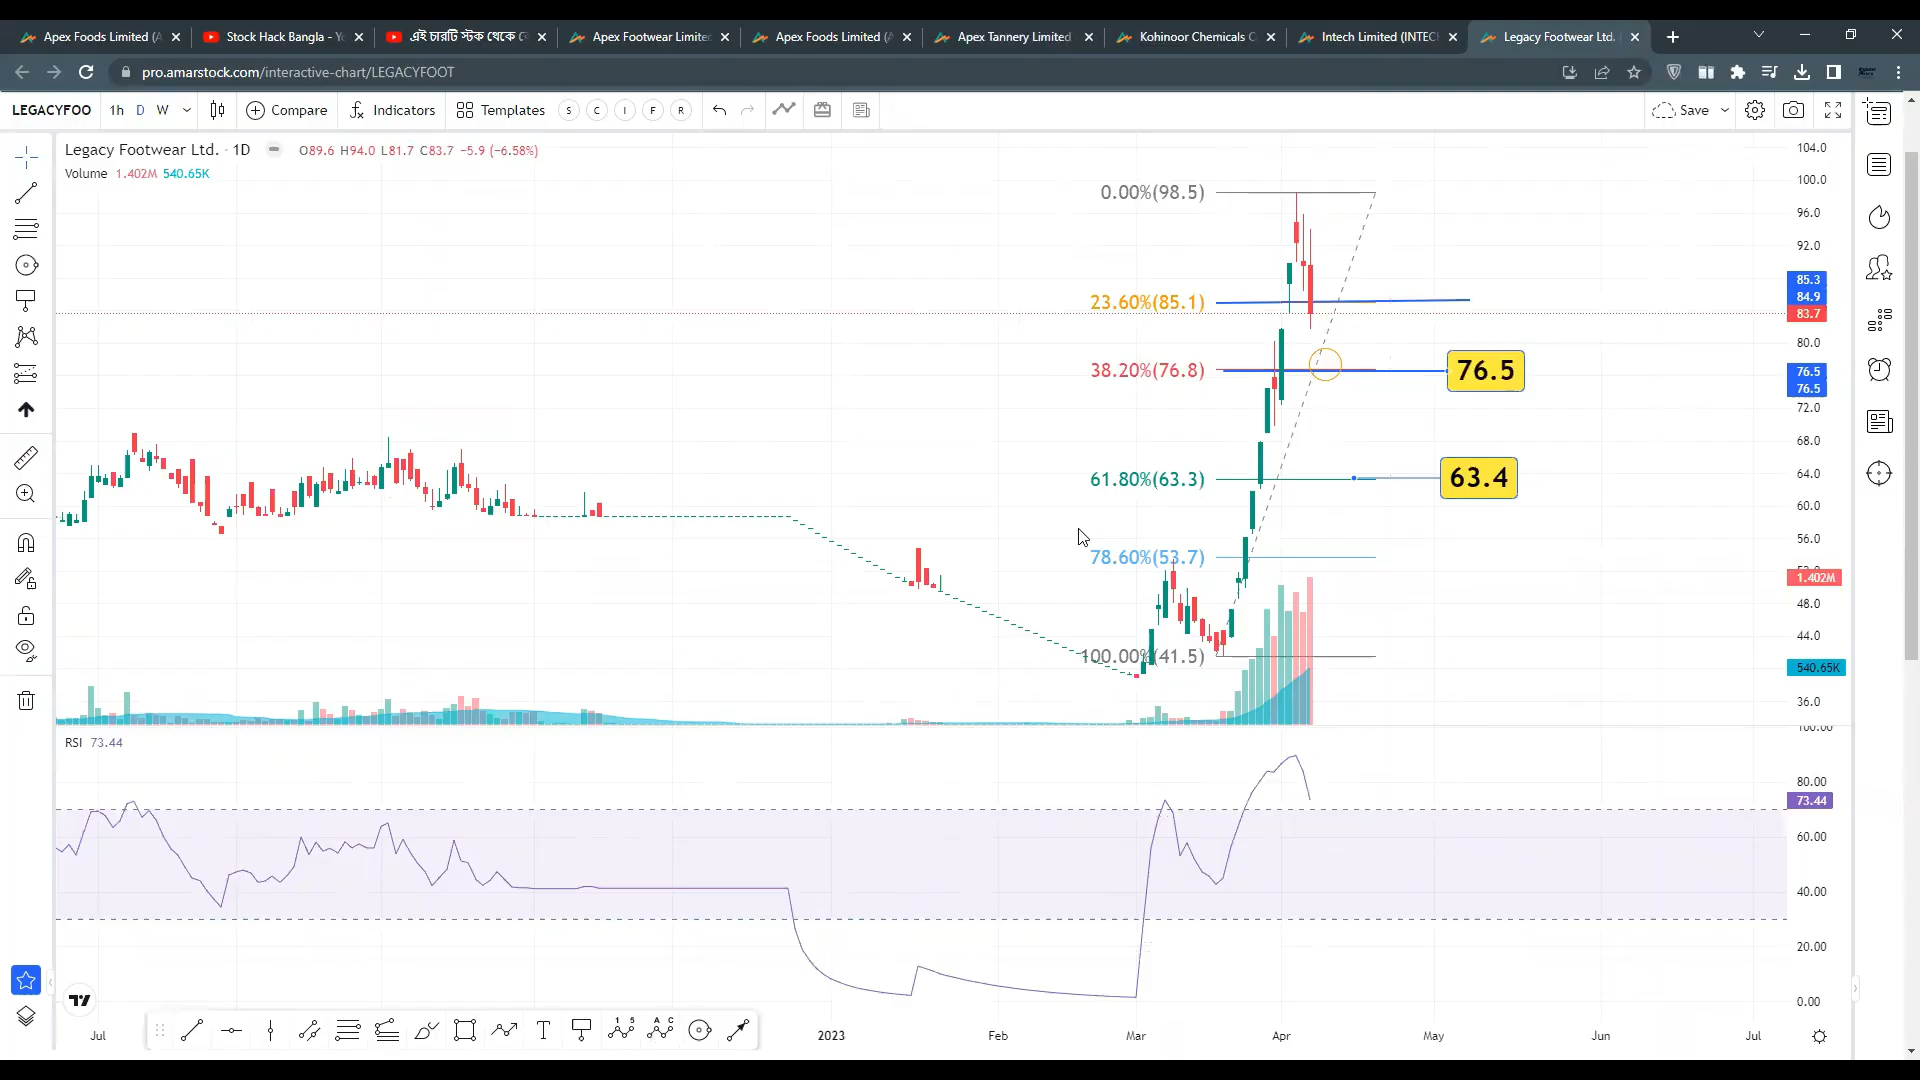 Apex Foods Limited (A
Stock Hack Bangla - Y
এই চারটি স্টক থেকে
Apex Footwear Limite
Apex Foods Limited (A
Apex Tannery Limited
Kohinoor Chemicals C
Intech Limited (INTECH
Legacy Footwear Ltd.
pro.amarstock.com/interactive-chart/LEGACYFOOT
LEGACYFOO
1h
D
W
Compare
Indicators
Templates
S
C
I
F
R
Save
Legacy Footwear Ltd. · 1D
O89.6 H94.0 L81.7 C83.7 −5.9 (−6.58%)
Volume 1.402M 540.65K
104.0
100.0
96.0
92.0
85.3
84.9
83.7
80.0
76.5
76.5
72.0
68.0
64.0
60.0
56.0
52.0
1.402M
48.0
44.0
540.65K
36.0
0.00%(98.5)
23.60%(85.1)
38.20%(76.8)
76.5
61.80%(63.3)
63.4
78.60%(53.7)
100.00%(41.5)
RSI 73.44
100.00
80.00
73.44
60.00
40.00
20.00
0.00
Jul
2023
Feb
Mar
Apr
May
Jun
Jul